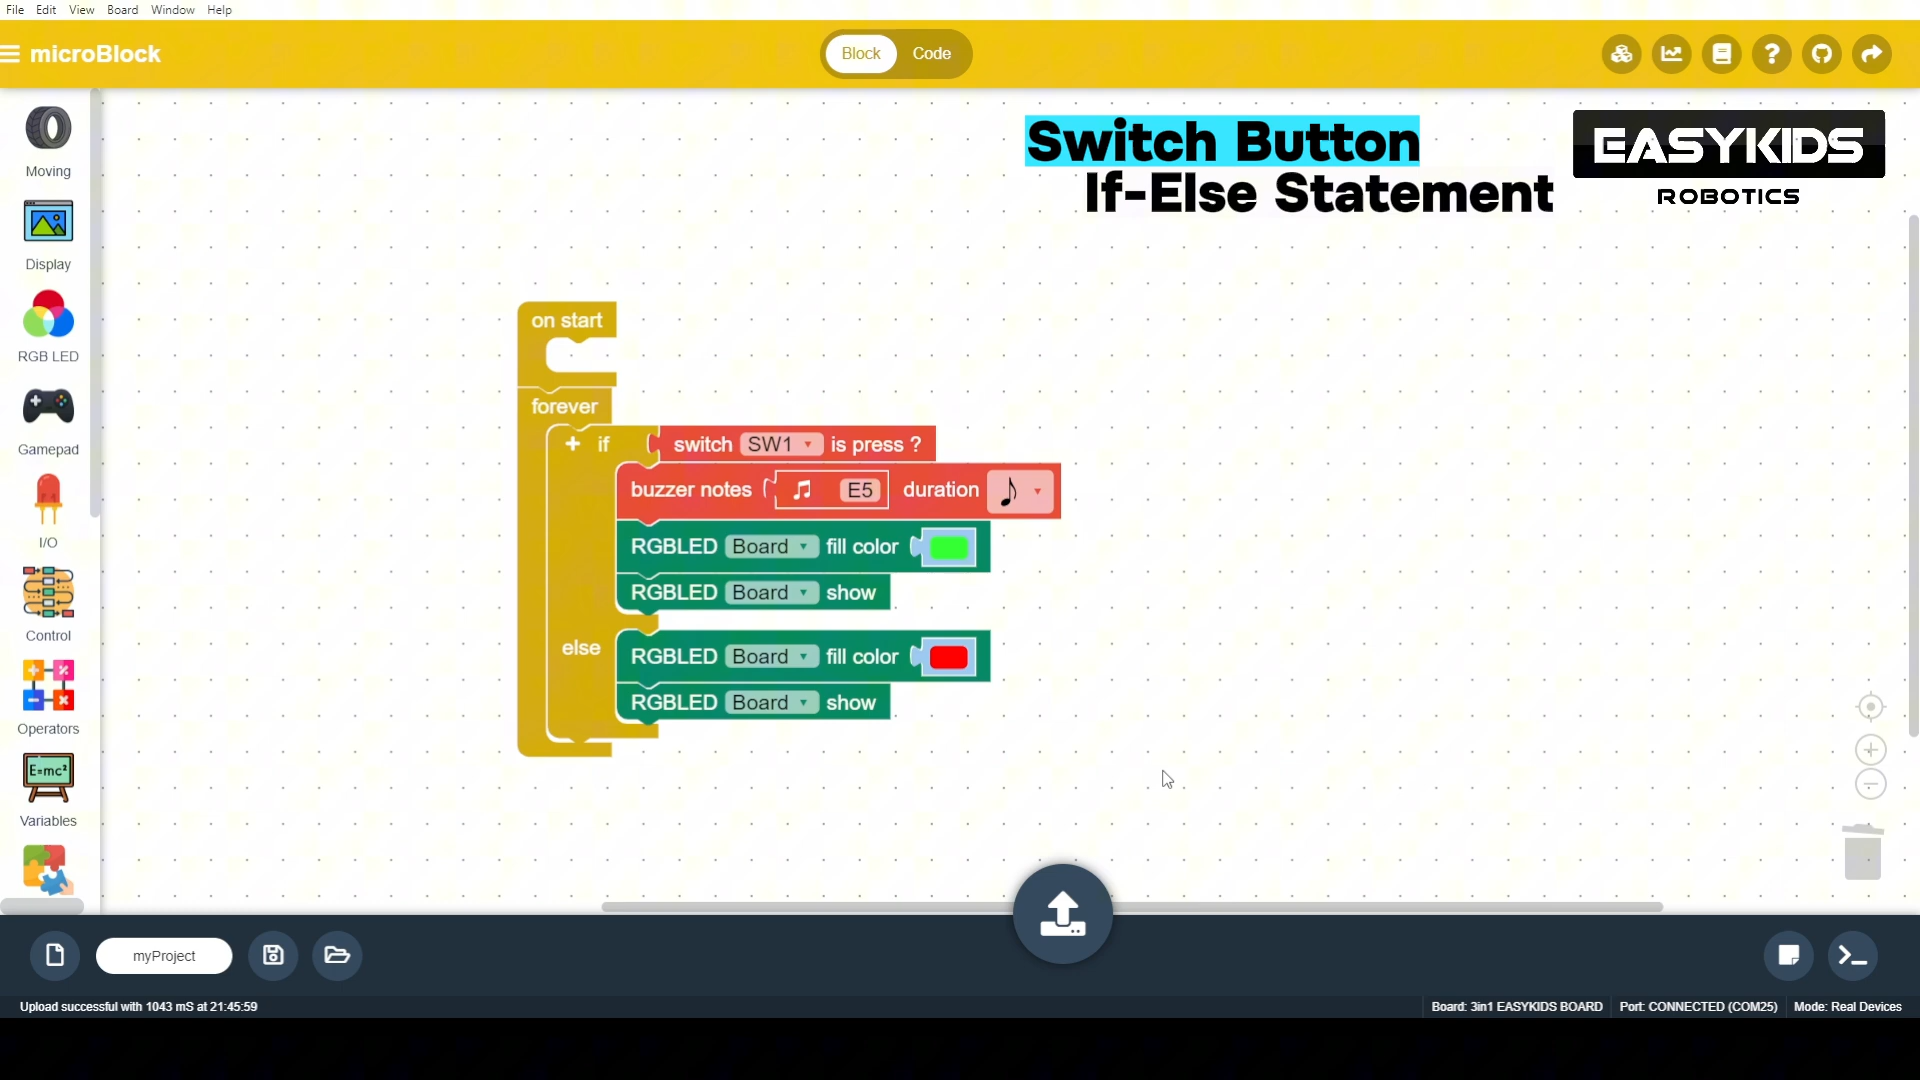 File Edit View Board Window Help
microBlock
Block Code
Switch Button
If-Else Statement
EASYKIDS
ROBOTICS
Moving
Display
RGB LED
Gamepad
I/O
Control
Operators
E=mc²
Variables
on start
forever
if switch SW1 is press ?
buzzer notes E5 duration
RGBLED Board fill color
RGBLED Board show
else
RGBLED Board fill color
RGBLED Board show
myProject
Upload successful with 1043 mS at 21:45:59
Board: 3in1 EASYKIDS BOARD Port: CONNECTED (COM25) Mode: Real Devices